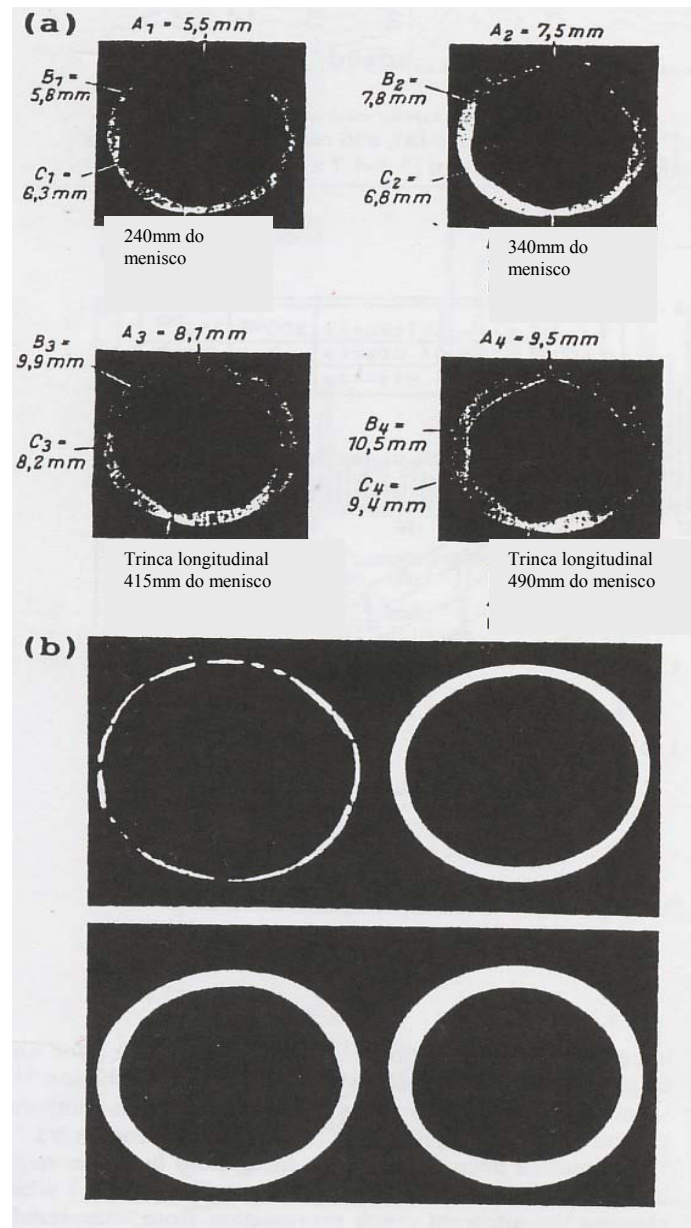 (a)
A1 = 5,5 mm
B1 =
5,8 mm
C1 =
6,3 mm
240mm do
menisco
A2 = 7,5 mm
B2 =
7,8 mm
C2 =
6,8 mm
340mm do
menisco
A3 = 8,1 mm
B3 =
9,9 mm
C3 =
8,2 mm
Trinca longitudinal
415mm do menisco
A4 = 9,5 mm
B4 =
10,5 mm
C4 =
9,4 mm
Trinca longitudinal
490mm do menisco
(b)